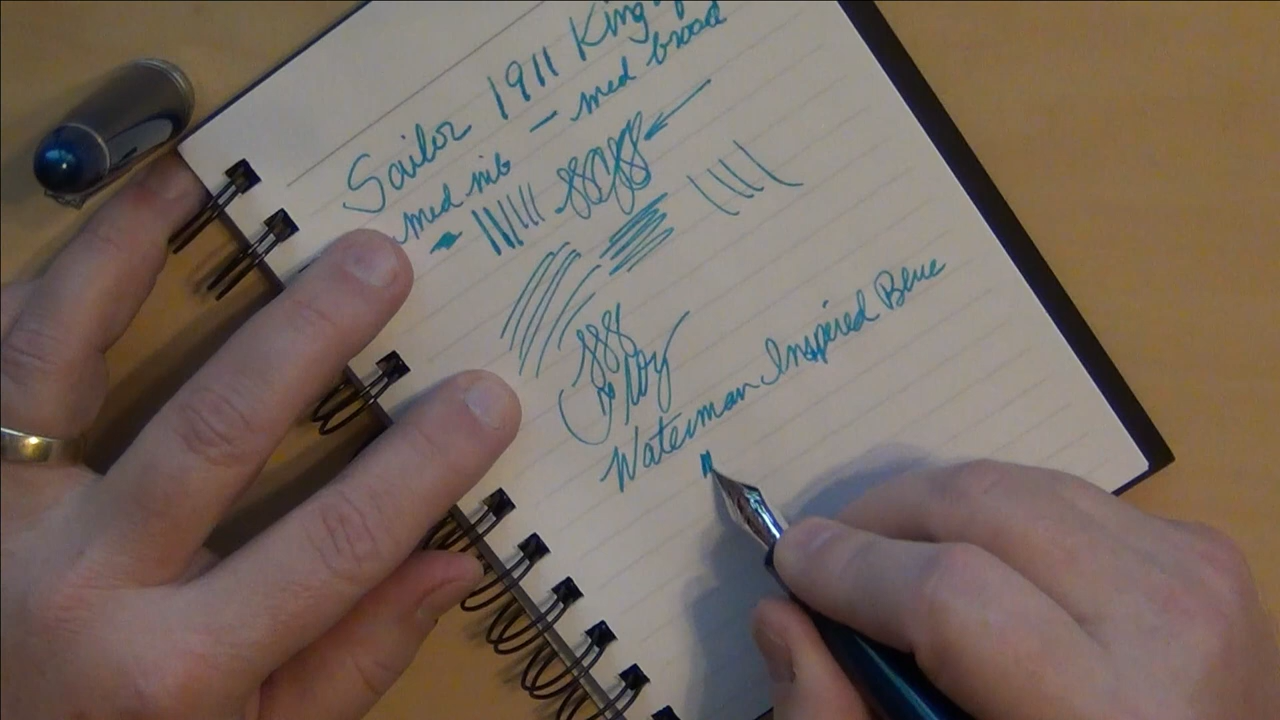 Sailor 1911 King
med nib - med broad
Waterman Inspired Blue